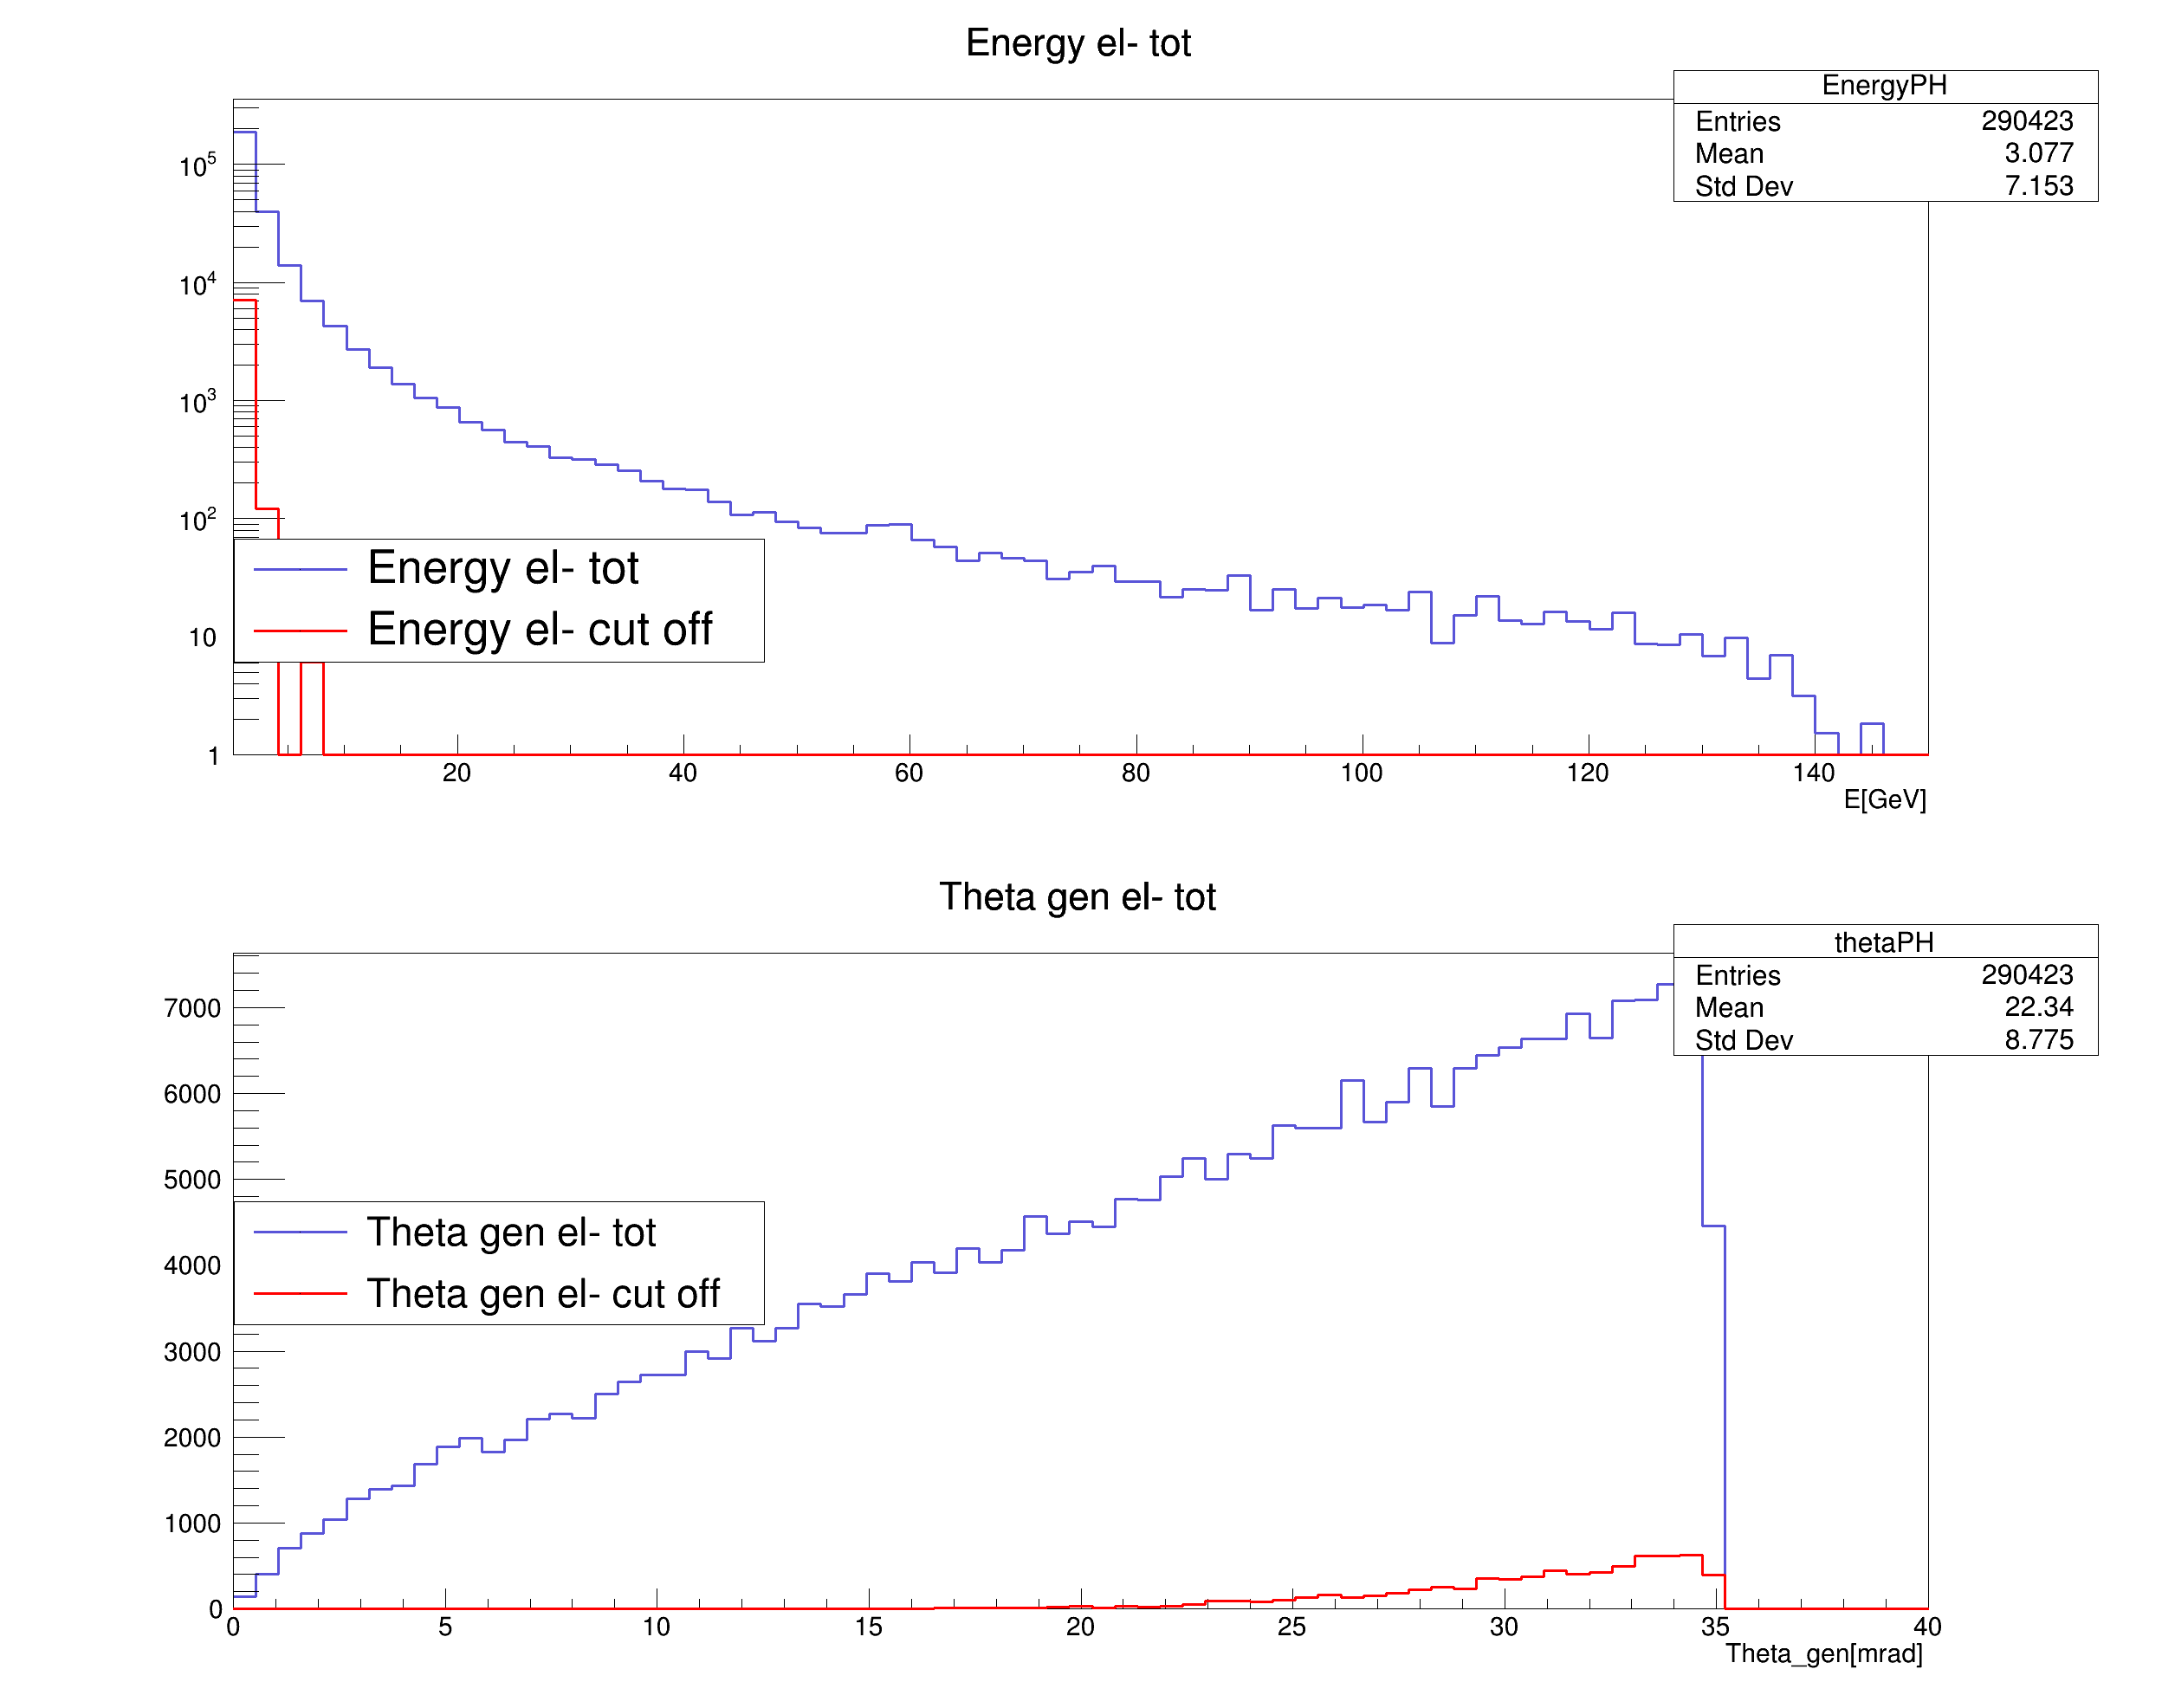 Energy el- tot
EnergyPH
Entries 290423
Mean 3.077
Std Dev 7.153
10^5
10^4
10^3
10^2
10
1
Energy el- tot
Energy el- cut off
20 40 60 80 100 120 140
E[GeV]
Theta gen el- tot
thetaPH
Entries 290423
Mean 22.34
Std Dev 8.775
7000
6000
5000
4000
3000
2000
1000
0
Theta gen el- tot
Theta gen el- cut off
0 5 10 15 20 25 30 35 40
Theta_gen[mrad]